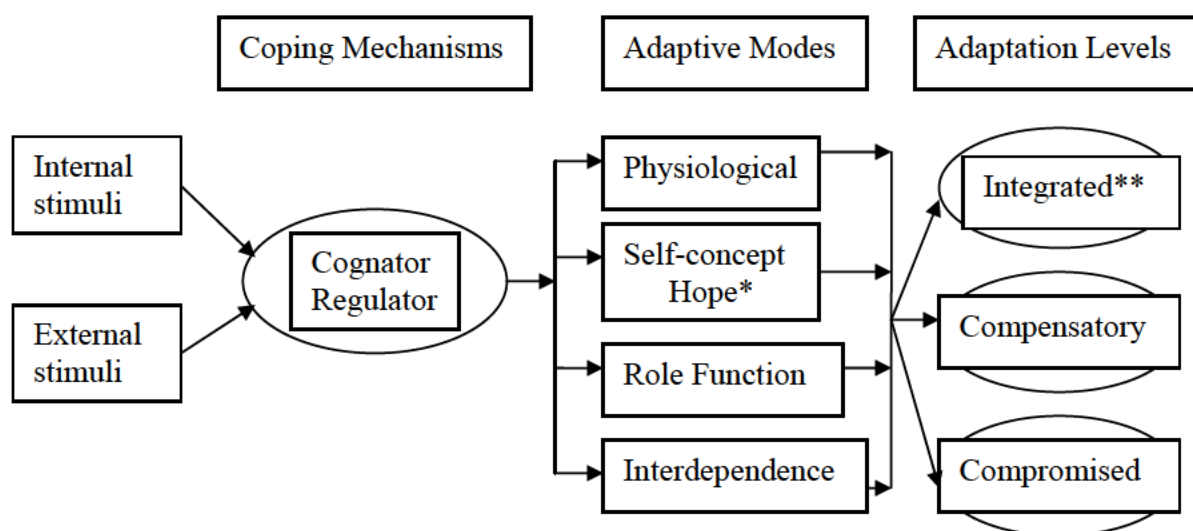 Coping Mechanisms
Adaptive Modes
Adaptation Levels
Internal
stimuli
External
stimuli
Cognator
Regulator
Physiological
Self-concept
Hope*
Role Function
Interdependence
Integrated**
Compensatory
Compromised